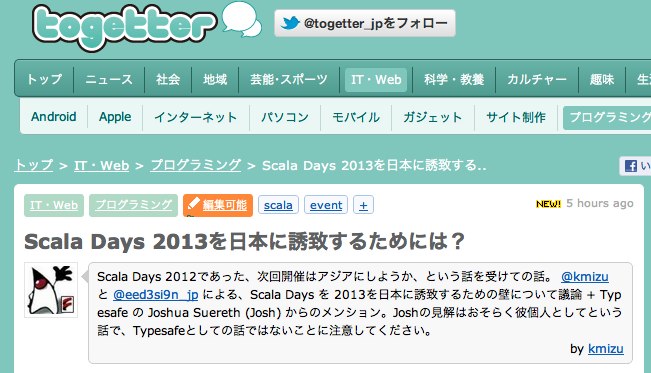 togetter
@togetter_jpをフォロー
トップ ニュース 社会 地域 芸能・スポーツ IT・Web 科学・教養 カルチャー 趣味
Android Apple インターネット パソコン モバイル ガジェット サイト制作 プログラミング
トップ > IT・Web > プログラミング > Scala Days 2013を日本に誘致する..
IT・Web プログラミング 編集可能 scala event + NEW! 5 hours ago
Scala Days 2013を日本に誘致するためには？
Scala Days 2012であった、次回開催はアジアにしようか、という話を受けての話。 @kmizu
と @eed3si9n_jp による、Scala Days を 2013を日本に誘致するための壁について議論 + Typ
esafe の Joshua Suereth (Josh) からのメンション。Joshの見解はおそらく彼個人としてという
話で、Typesafeとしての話ではないことに注意してください。
by kmizu